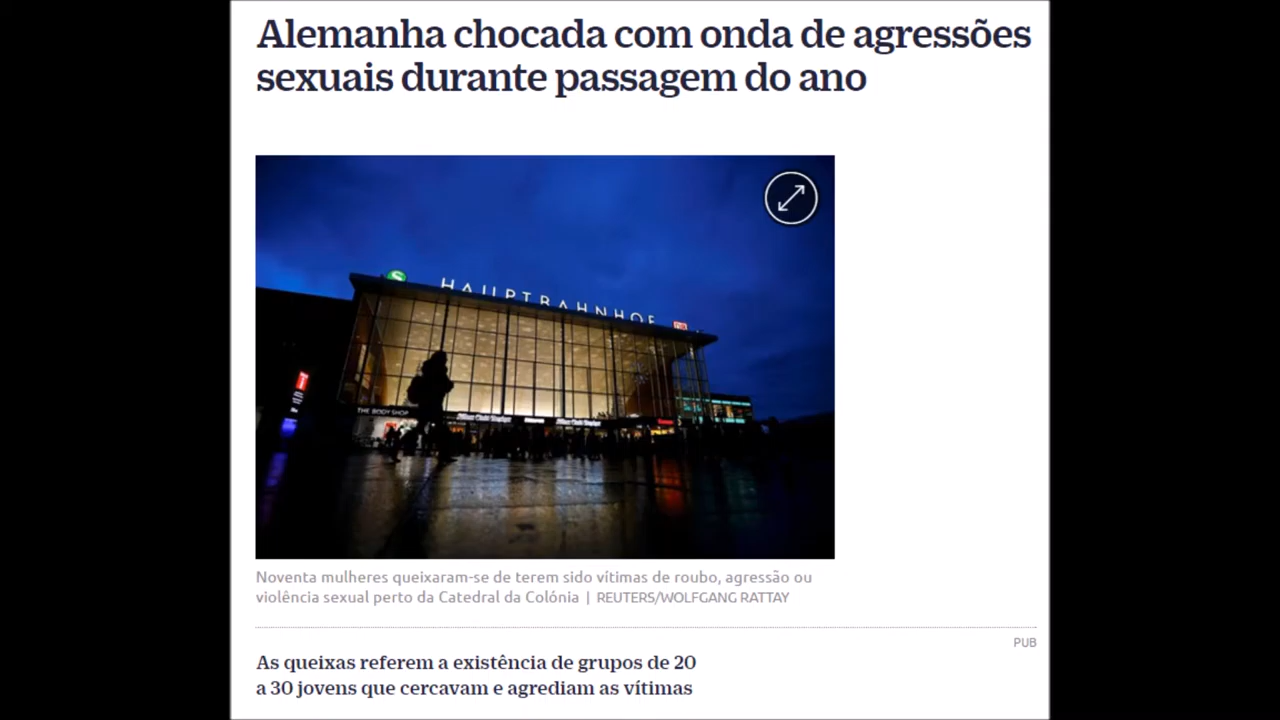 Alemanha chocada com onda de agressões
sexuais durante passagem do ano
S
HAUPTBAHNHOF
THE BODY SHOP
Noventa mulheres queixaram-se de terem sido vítimas de roubo, agressão ou
violência sexual perto da Catedral da Colónia | REUTERS/WOLFGANG RATTAY
PUB
As queixas referem a existência de grupos de 20
a 30 jovens que cercavam e agrediam as vítimas